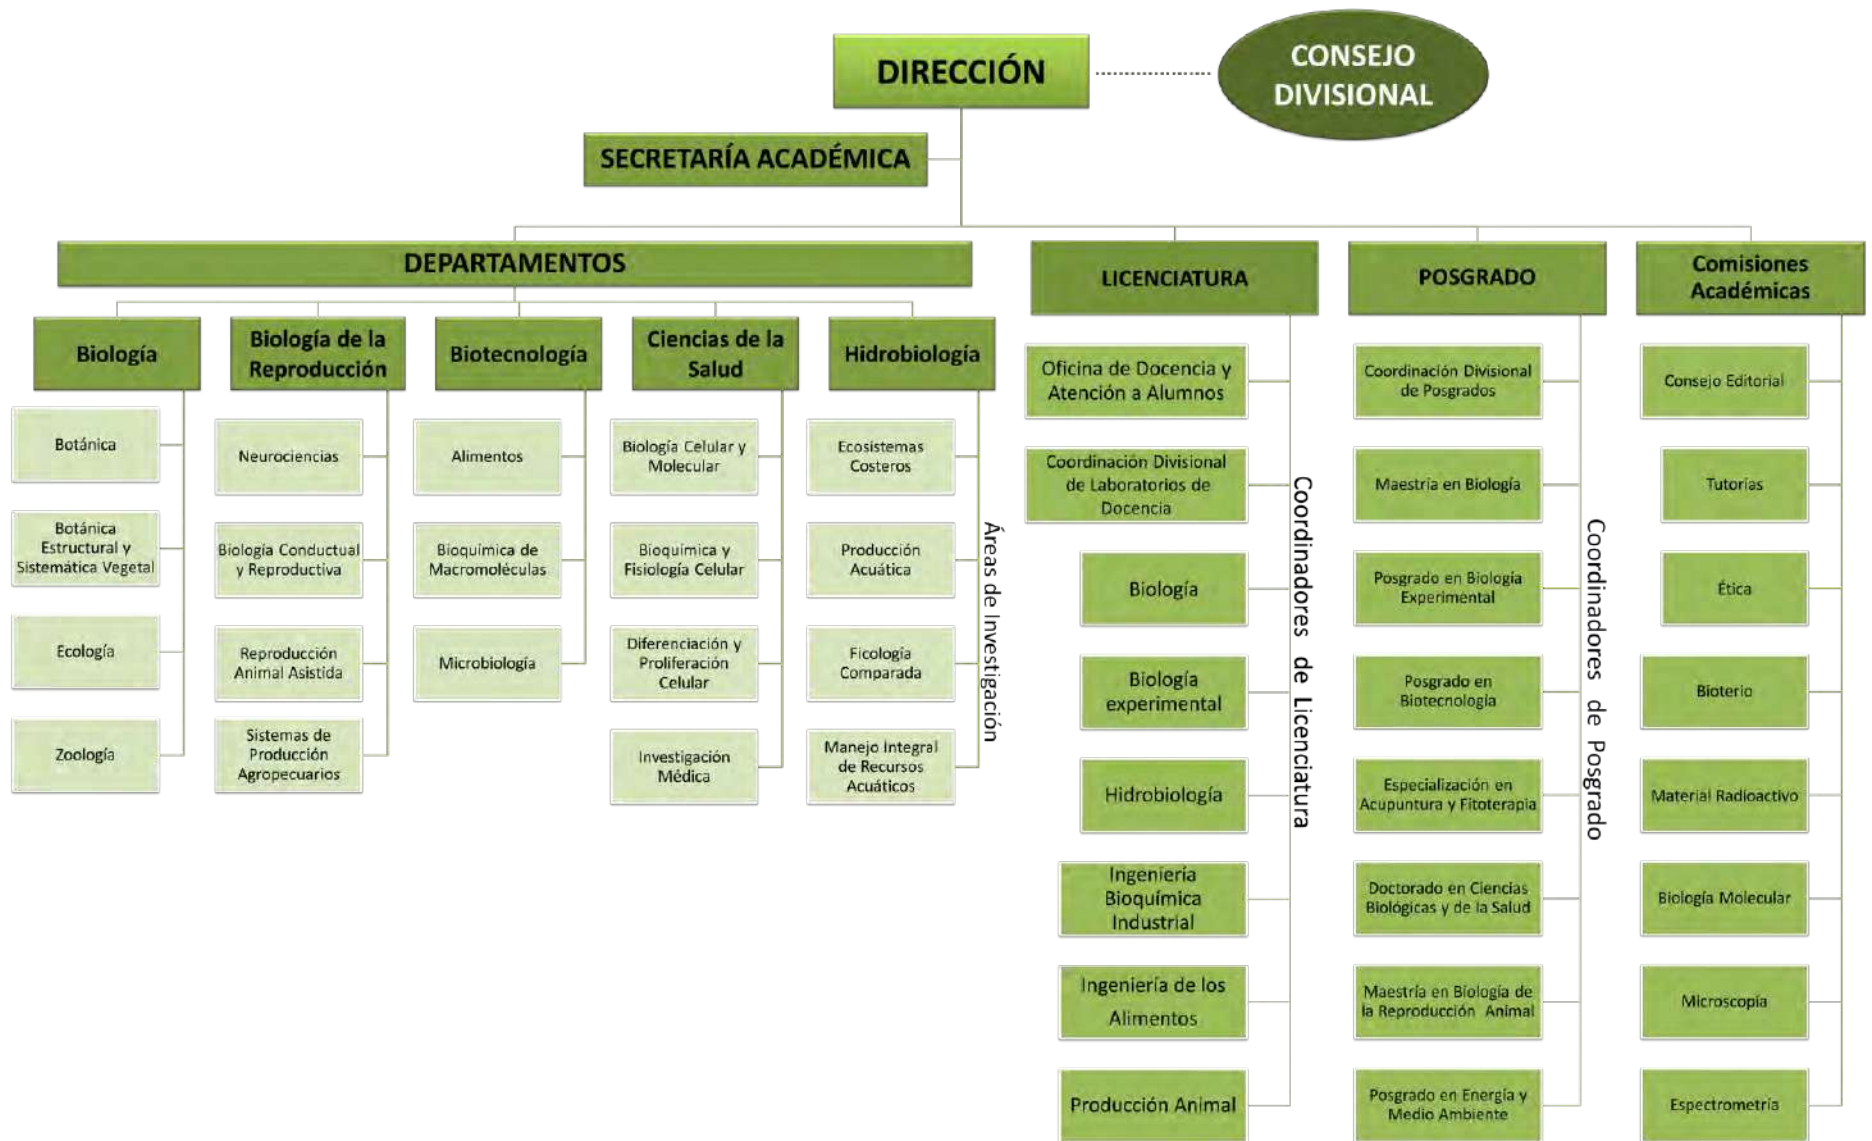 DIRECCIÓN
CONSEJO
DIVISIONAL
SECRETARÍA ACADÉMICA
DEPARTAMENTOS
Biología
Botánica
Botánica
Estructural y
Sistemática Vegetal
Ecología
Zoología
Biología de la
Reproducción
Neurociencias
Biología Conductual
y Reproductiva
Reproducción
Animal Asistida
Sistemas de
Producción
Agropecuarios
Biotecnología
Alimentos
Bioquímica de
Macromoléculas
Microbiología
Ciencias de la
Salud
Biología Celular y
Molecular
Bioquímica y
Fisiología Celular
Diferenciación y
Proliferación
Celular
Investigación
Médica
Hidrobiología
Ecosistemas
Costeros
Producción
Acuática
Ficología
Comparada
Manejo Integral
de Recursos
Acuáticos
Áreas de Investigación
LICENCIATURA
Oficina de Docencia y
Atención a Alumnos
Coordinación Divisional
de Laboratorios de
Docencia
Biología
Biología
experimental
Hidrobiología
Ingeniería
Bioquímica
Industrial
Ingeniería de los
Alimentos
Producción Animal
Coordinadores de Licenciatura
POSGRADO
Coordinación Divisional
de Posgrados
Maestría en Biología
Posgrado en Biología
Experimental
Posgrado en
Biotecnología
Especialización en
Acupuntura y Fitoterapia
Doctorado en Ciencias
Biológicas y de la Salud
Maestría en Biología de
la Reproducción Animal
Posgrado en Energía y
Medio Ambiente
Coordinadores de Posgrado
Comisiones
Académicas
Consejo Editorial
Tutorías
Ética
Bioterio
Material Radioactivo
Biología Molecular
Microscopía
Espectrometría